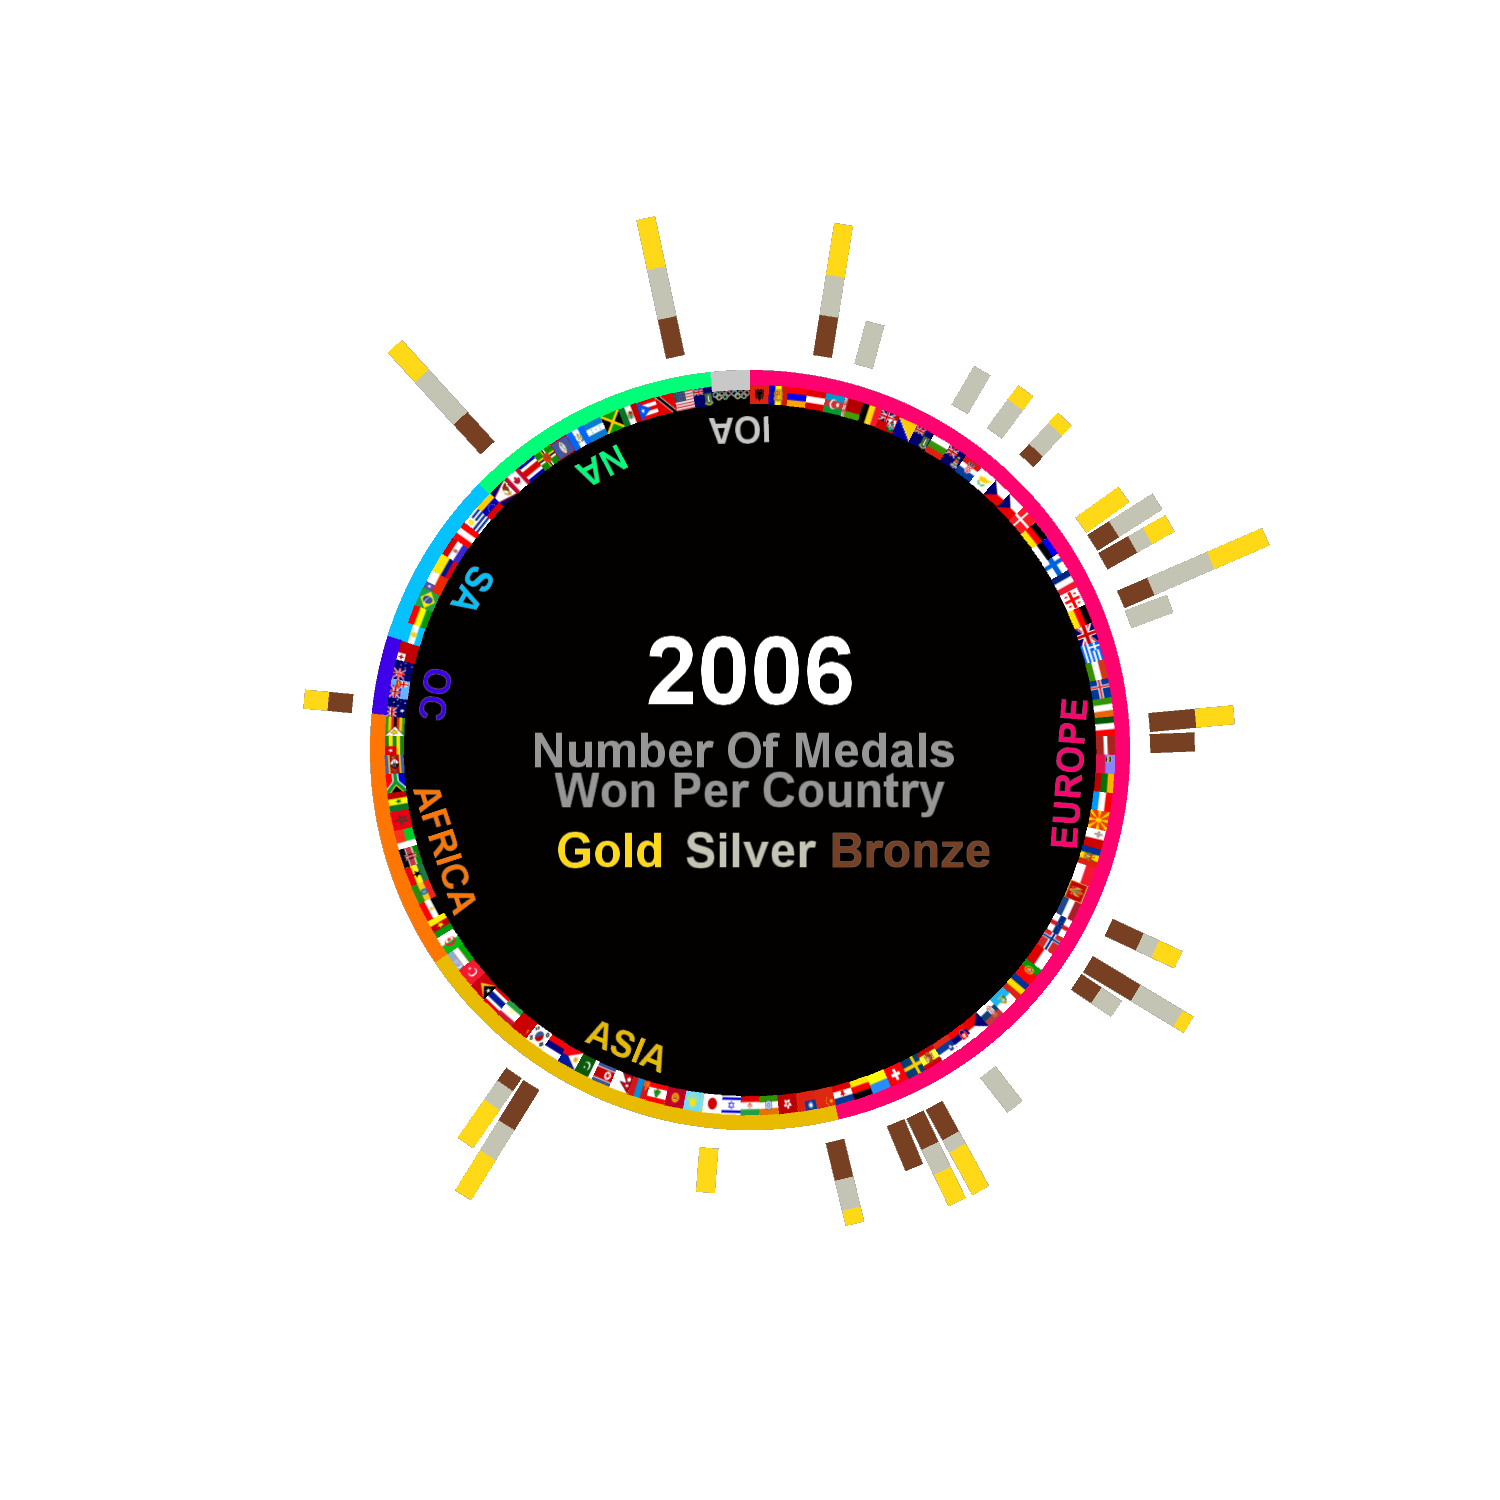 2006
Number Of Medals
Won Per Country
Gold Silver Bronze
IOA
EUROPE
ASIA
AFRICA
OC
SA
NA